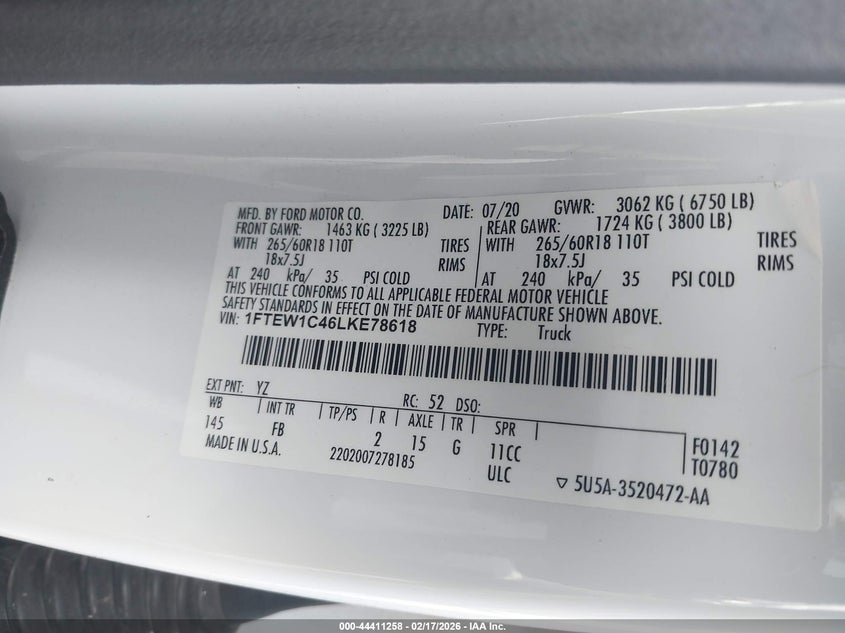 MFD. BY FORD MOTOR CO. DATE: 07/20 GVWR: 3062 KG ( 6750 LB)
FRONT GAWR: 1463 KG ( 3225 LB) REAR GAWR: 1724 KG ( 3800 LB)
WITH 265/60R18 110T TIRES WITH 265/60R18 110T TIRES
18x7.5J RIMS 18x7.5J RIMS
AT 240 kPa/ 35 PSI COLD AT 240 kPa/ 35 PSI COLD
THIS VEHICLE CONFORMS TO ALL APPLICABLE FEDERAL MOTOR VEHICLE
SAFETY STANDARDS IN EFFECT ON THE DATE OF MANUFACTURE SHOWN ABOVE.
VIN: 1FTEW1C46LKE78618 TYPE: Truck
EXT PNT: YZ RC: 52 DSO:
WB INT TR TP/PS R AXLE TR SPR
145 FB 2 15 G 11CC F0142
MADE IN U.S.A. 2202007278185 ULC T0780
▽ 5U5A-3520472-AA
000-44411258 - 02/17/2026 - IAA Inc.